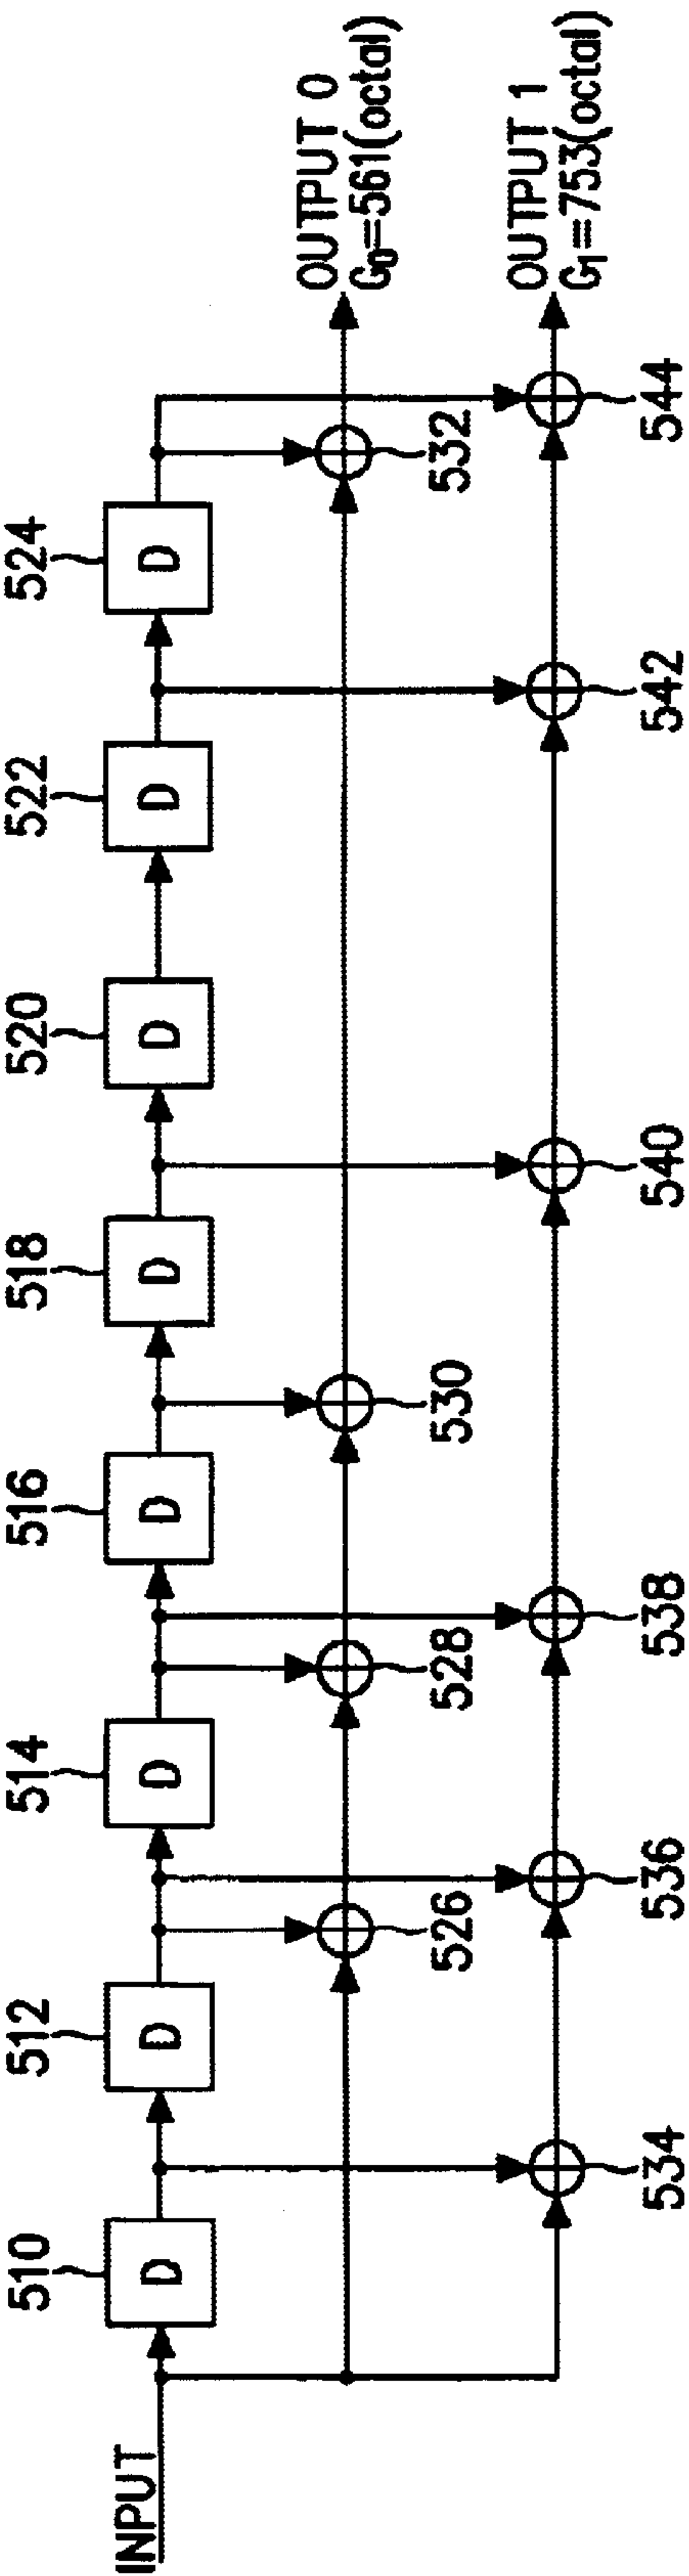 510 512 514 516 518 520 522 524
D D D D D D D D
INPUT
526 528 530 532
OUTPUT 0
G0=561(octal)
534 536 538 540 542 544
OUTPUT 1
G1=753(octal)